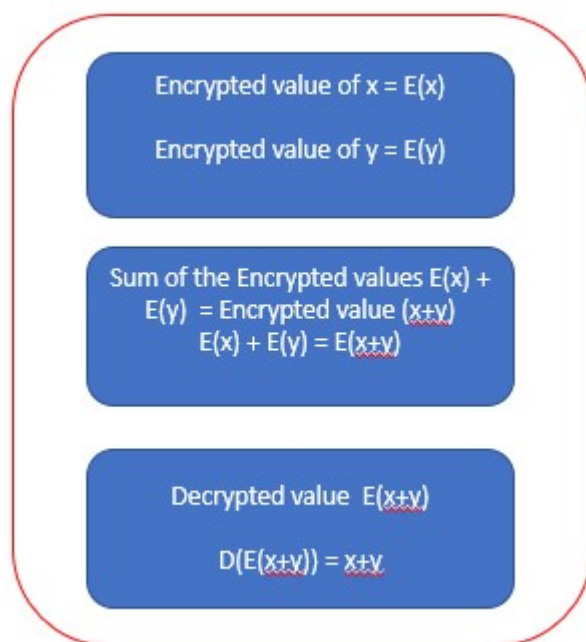 Encrypted value of x = E(x)
Encrypted value of y = E(y)
Sum of the Encrypted values E(x) +
E(y) = Encrypted value (x+y)
E(x) + E(y) = E(x+y)
Decrypted value E(x+y)
D(E(x+y)) = x+y